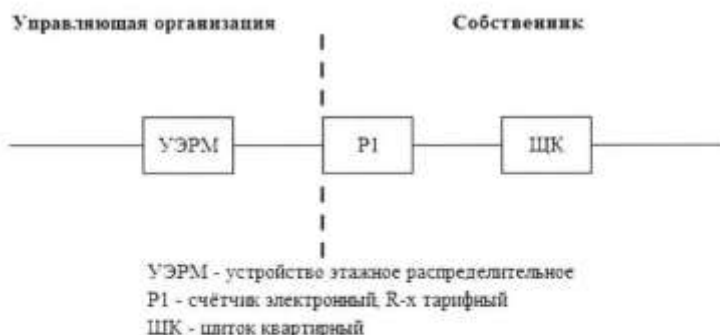 Управляющая организация Собственник
УЭРМ Р1 ЩК
УЭРМ - устройство этажное распределительное
Р1 - счётчик электронный, R-х тарифный
ЩК - щиток квартирный